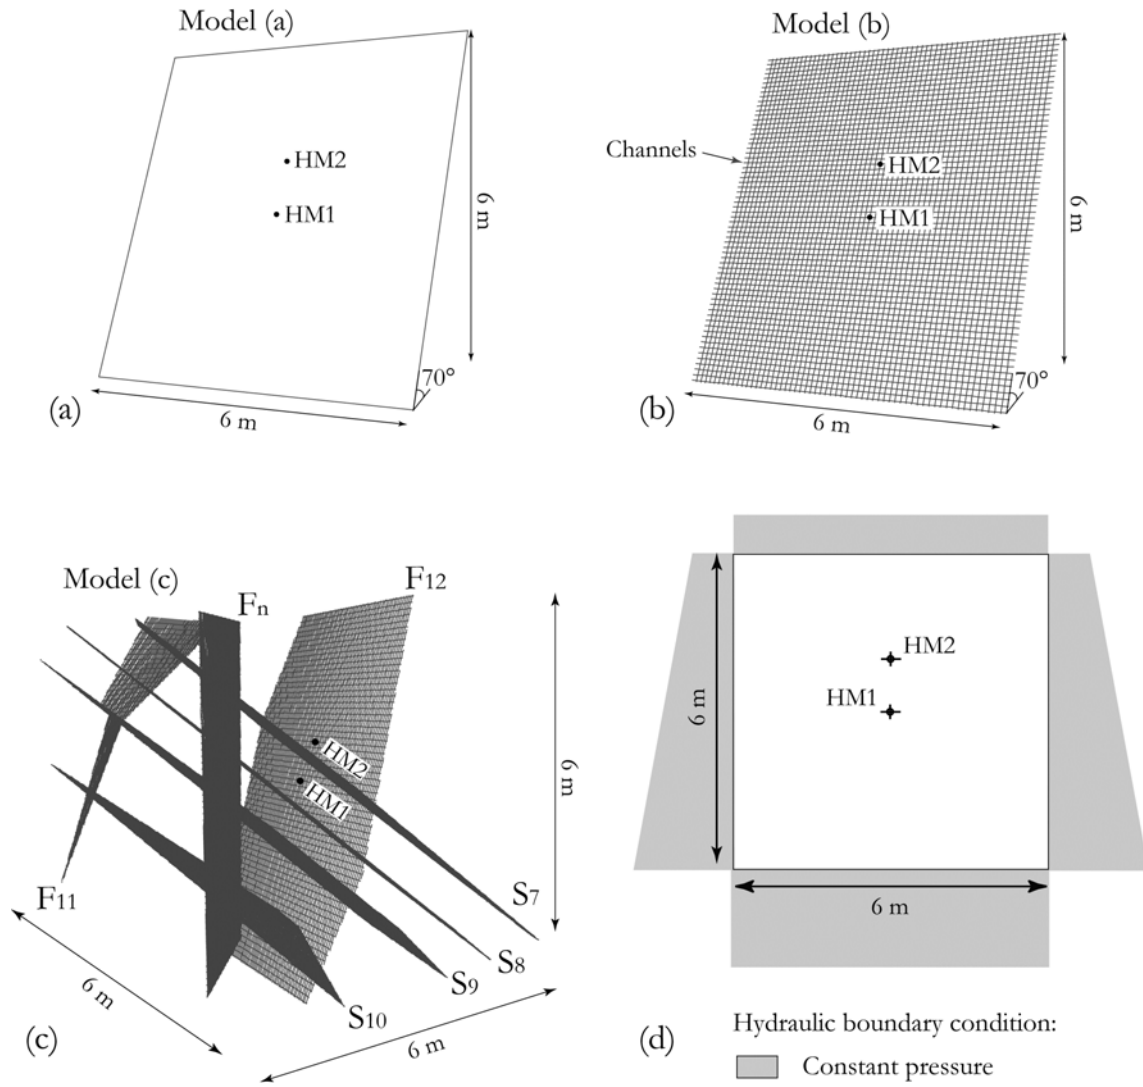 Model (a)
HM2
HM1
6 m
70°
6 m
(a)
Model (b)
Channels
HM2
HM1
6 m
70°
6 m
(b)
Model (c)
Fn
F12
HM2
HM1
6 m
F11
S7
S8
S9
S10
6 m
6 m
(c)
HM2
HM1
6 m
6 m
(d)
Hydraulic boundary condition:
Constant pressure